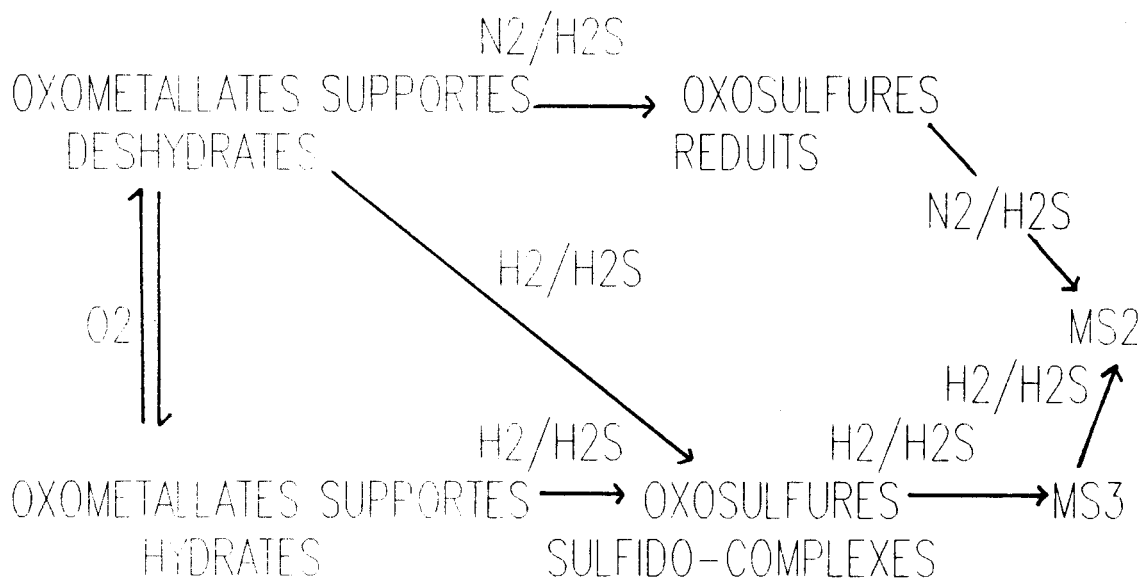 N2/H2S
OXOMETALLATES SUPPORTES
DESHYDRATES
OXOSULFURES
REDUITS
N2/H2S
H2/H2S
O2
MS2
H2/H2S
H2/H2S
H2/H2S
OXOMETALLATES SUPPORTES
HYDRATES
OXOSULFURES
SULFIDO-COMPLEXES
MS3